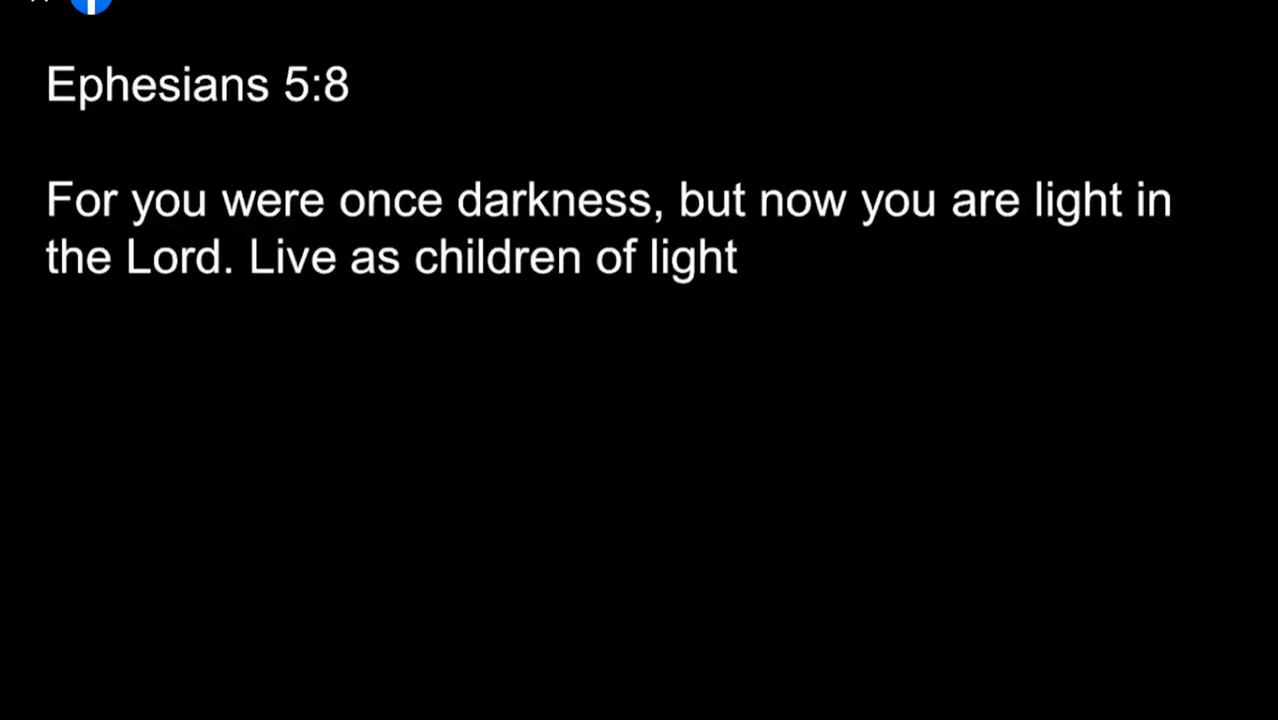 Ephesians 5:8
For you were once darkness, but now you are light in
the Lord. Live as children of light